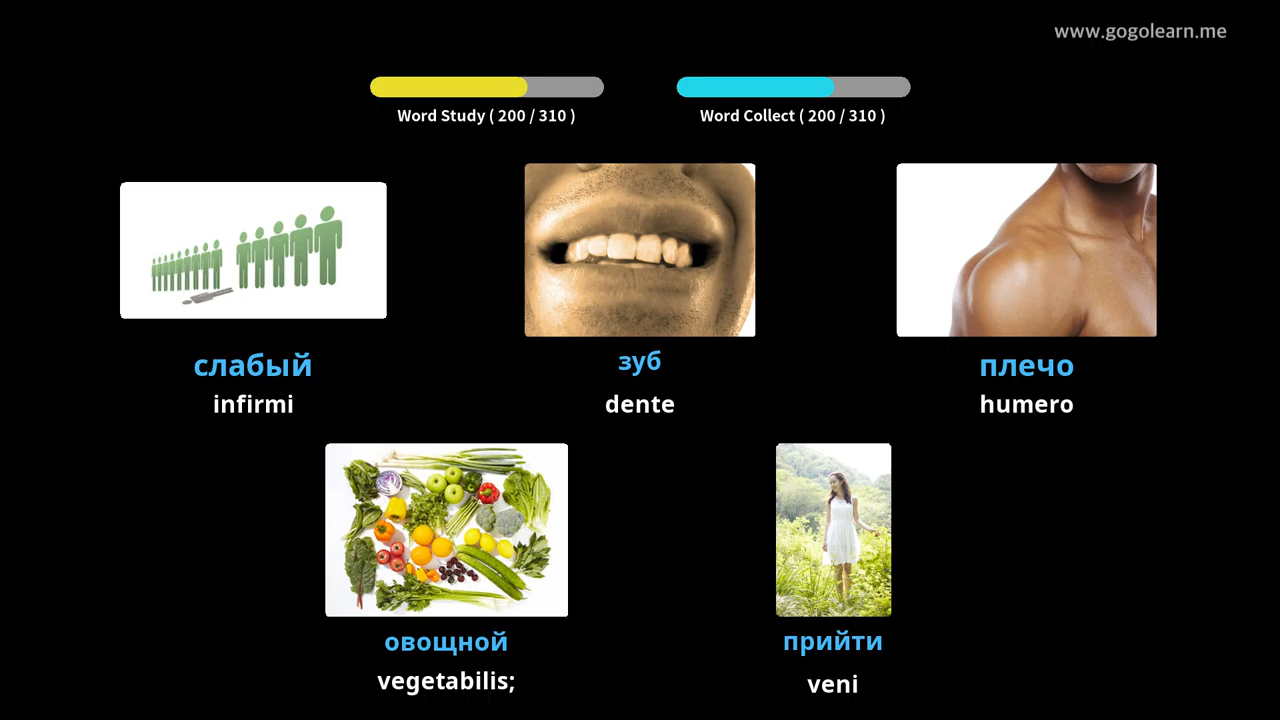 www.gogolearn.me
Word Study ( 200 / 310 )
Word Collect ( 200 / 310 )
слабый
infirmi
зуб
dente
плечо
humero
овощной
vegetabilis;
прийти
veni